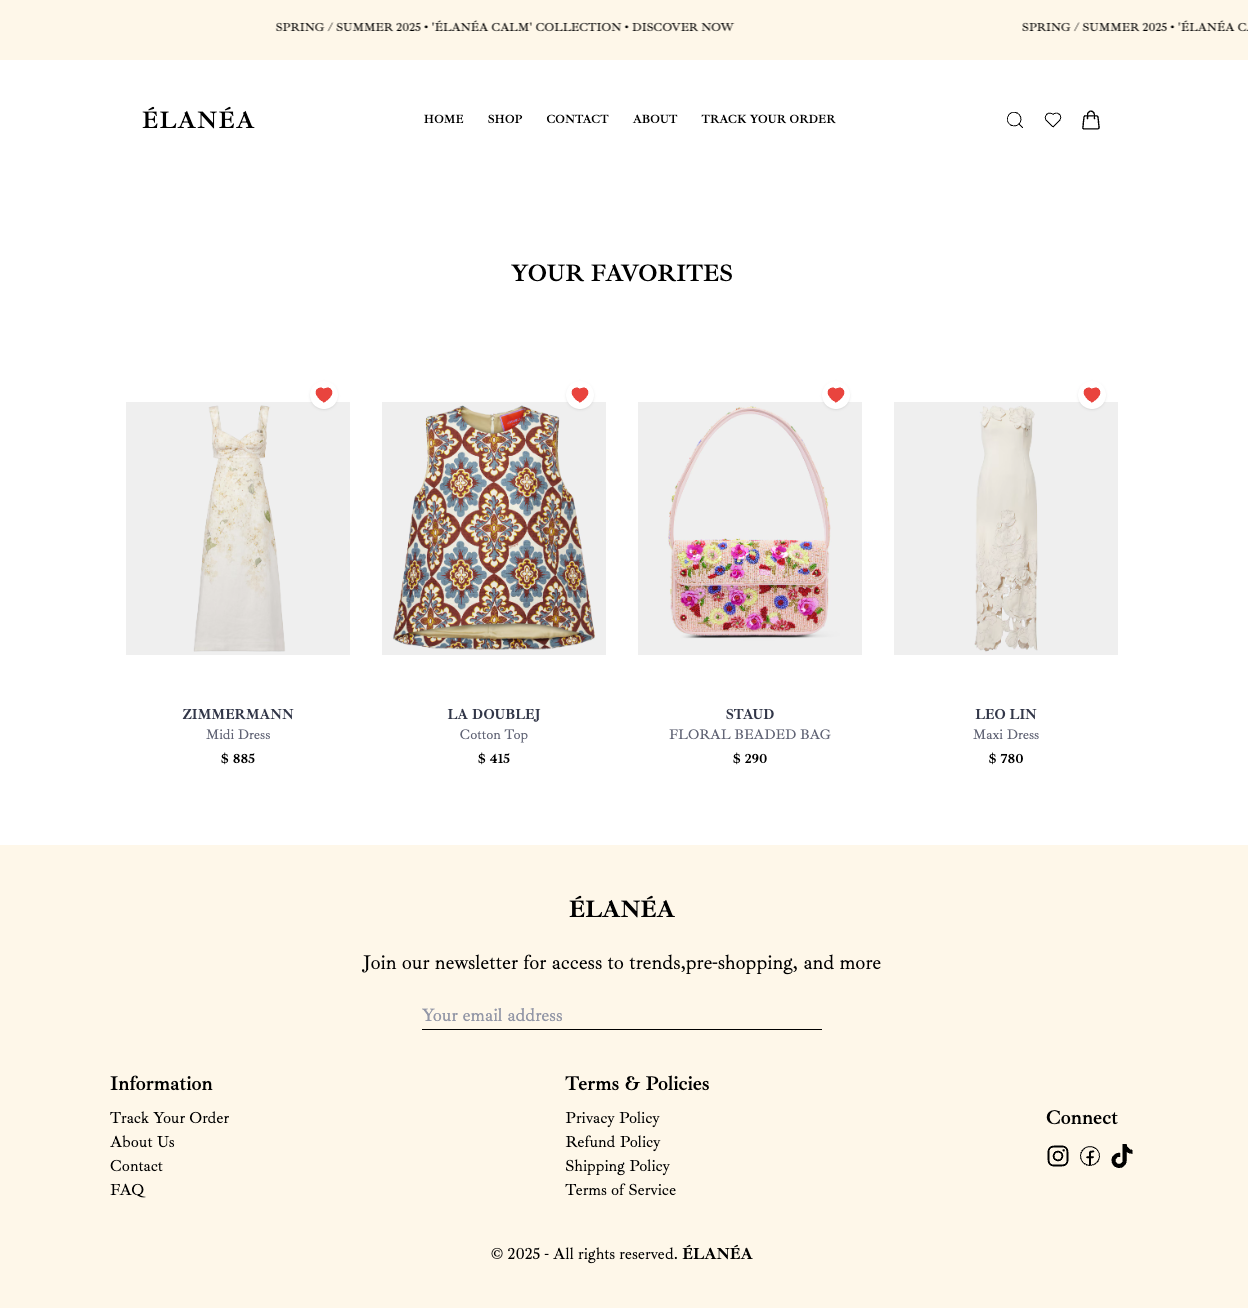 SPRING / SUMMER 2025 • 'ÉLANÉA CALM' COLLECTION • DISCOVER NOW
SPRING / SUMMER 2025 • 'ÉLANÉA
ÉLANÉA
HOME SHOP CONTACT ABOUT TRACK YOUR ORDER
YOUR FAVORITES
ZIMMERMANN
Midi Dress
$ 885
LA DOUBLEJ
Cotton Top
$ 415
STAUD
FLORAL BEADED BAG
$ 290
LEO LIN
Maxi Dress
$ 780
ÉLANÉA
Join our newsletter for access to trends,pre-shopping, and more
Your email address
Information
Track Your Order
About Us
Contact
FAQ
Terms & Policies
Privacy Policy
Refund Policy
Shipping Policy
Terms of Service
Connect
© 2025 - All rights reserved. ÉLANÉA